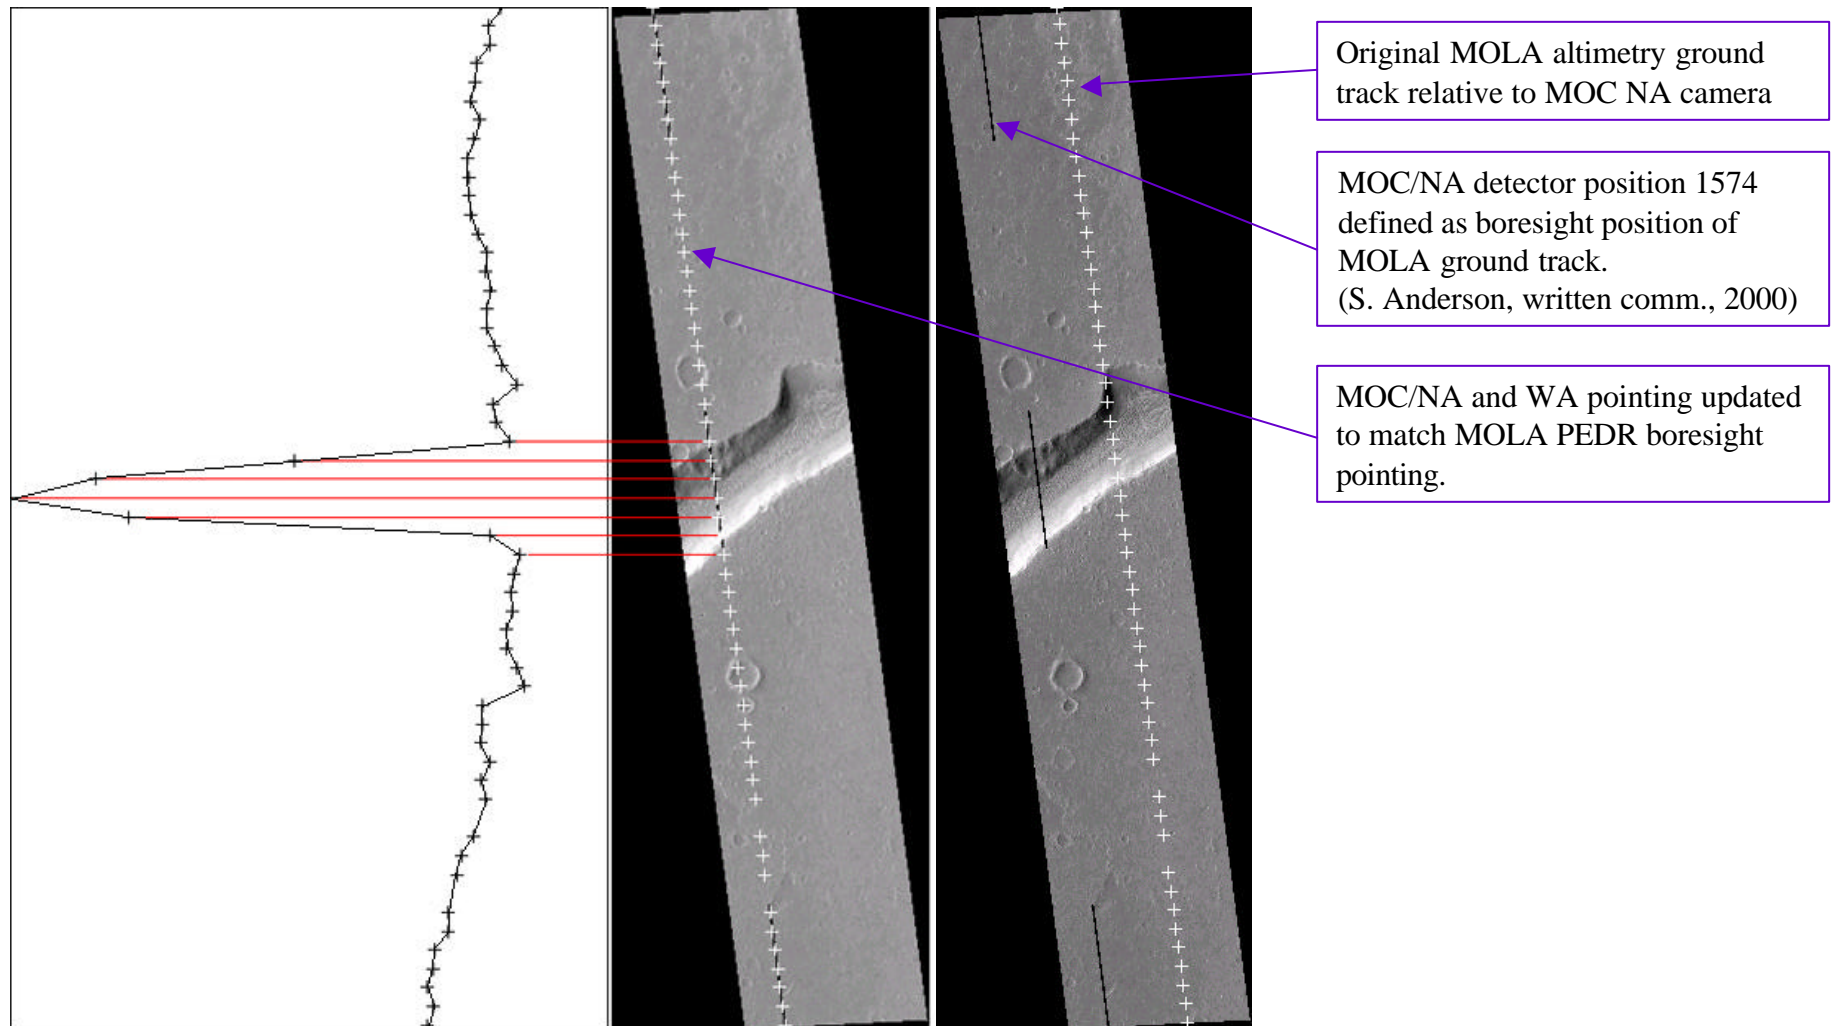 Original MOLA altimetry ground
track relative to MOC NA camera
MOC/NA detector position 1574
defined as boresight position of
MOLA ground track.
(S. Anderson, written comm., 2000)
MOC/NA and WA pointing updated
to match MOLA PEDR boresight
pointing.